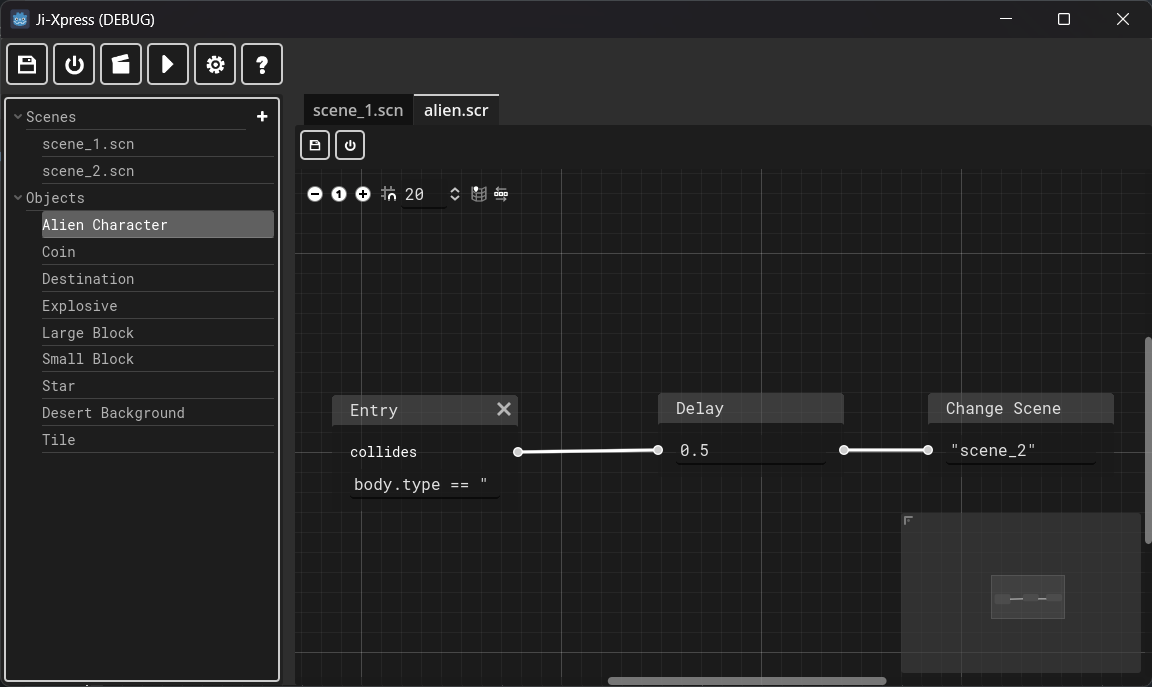 Ji-Xpress (DEBUG)
?
scene_1.scn
alien.scr
Scenes
+
scene_1.scn
scene_2.scn
Objects
Alien Character
Coin
Destination
Explosive
Large Block
Small Block
Star
Desert Background
Tile
1
20
Entry
collides
body.type == "
Delay
0.5
Change Scene
"scene_2"